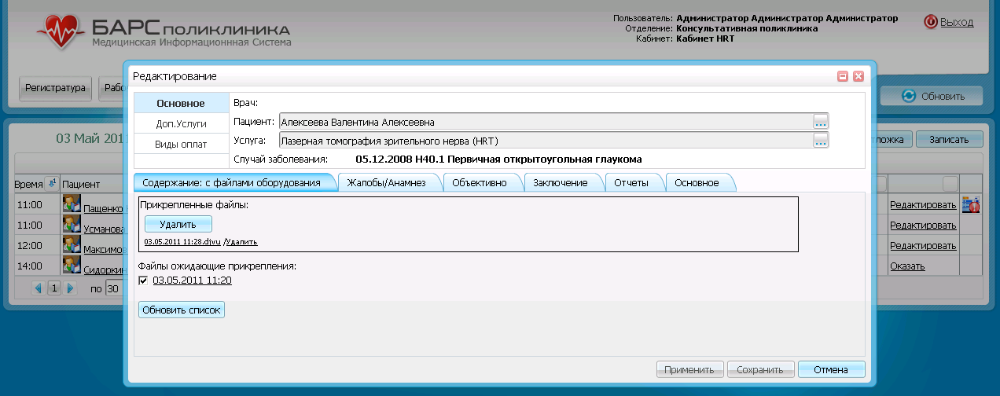 БАРС ПОЛИКЛИНИКА
Медицинская Информационная Система
Пользователь: Администратор Администратор Администратор
Отделение: Консультативная поликлиника
Кабинет: Кабинет HRT
Выход
Регистратура
Рабо
Обновить
Редактирование
Основное
Доп.Услуги
Виды оплат
Врач:
Пациент: Алексеева Валентина Алексеевна ...
Услуга: Лазерная томография зрительного нерва (HRT) ...
Случай заболевания: 05.12.2008 H40.1 Первичная открытоугольная глаукома
03 Май 201
тложка
Записать
Содержание: с файлами оборудования
Жалобы/Анамнез
Объективно
Заключение
Отчеты
Основное
Время
Пациент
Прикрепленные файлы:
Удалить
03.05.2011 11:28.djvu /Удалить
Файлы ожидающие прикрепления:
03.05.2011 11:20
Обновить список
11:00 Пащенко Редактировать
11:00 Усманова Редактировать
12:00 Максимов Редактировать
14:00 Сидоркин Оказать
1 по 30
Применить
Сохранить
Отмена